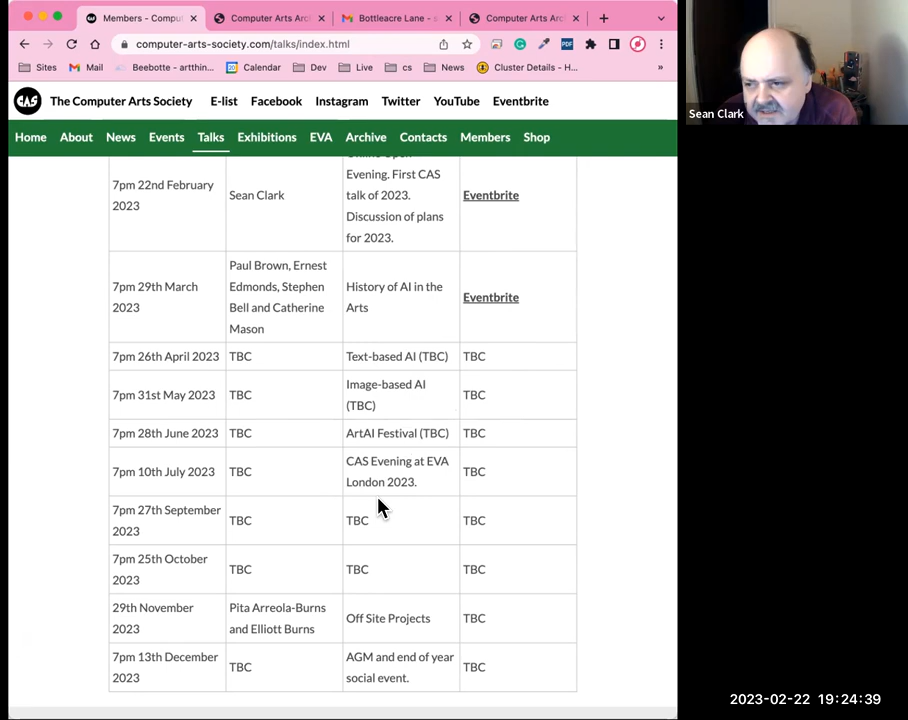 Members - Compu
Computer Arts Arc
Bottleacre Lane - s
Computer Arts Arc
computer-arts-society.com/talks/index.html
PDF
Sites
Mail
Beebotte - artthin...
Calendar
Dev
Live
cs
News
Cluster Details - H...
»
CAS
The Computer Arts Society
E-list
Facebook
Instagram
Twitter
YouTube
Eventbrite
Home
About
News
Events
Talks
Exhibitions
EVA
Archive
Contacts
Members
Shop
7pm 22nd February
2023
Sean Clark
Online Open
Evening. First CAS
talk of 2023.
Discussion of plans
for 2023.
Eventbrite
7pm 29th March
2023
Paul Brown, Ernest
Edmonds, Stephen
Bell and Catherine
Mason
History of AI in the
Arts
Eventbrite
7pm 26th April 2023
TBC
Text-based AI (TBC)
TBC
7pm 31st May 2023
TBC
Image-based AI
(TBC)
TBC
7pm 28th June 2023
TBC
ArtAI Festival (TBC)
TBC
7pm 10th July 2023
TBC
CAS Evening at EVA
London 2023.
TBC
7pm 27th September
2023
TBC
TBC
TBC
7pm 25th October
2023
TBC
TBC
TBC
29th November
2023
Pita Arreola-Burns
and Elliott Burns
Off Site Projects
TBC
7pm 13th December
2023
TBC
AGM and end of year
social event.
TBC
Sean Clark
2023-02-22 19:24:39